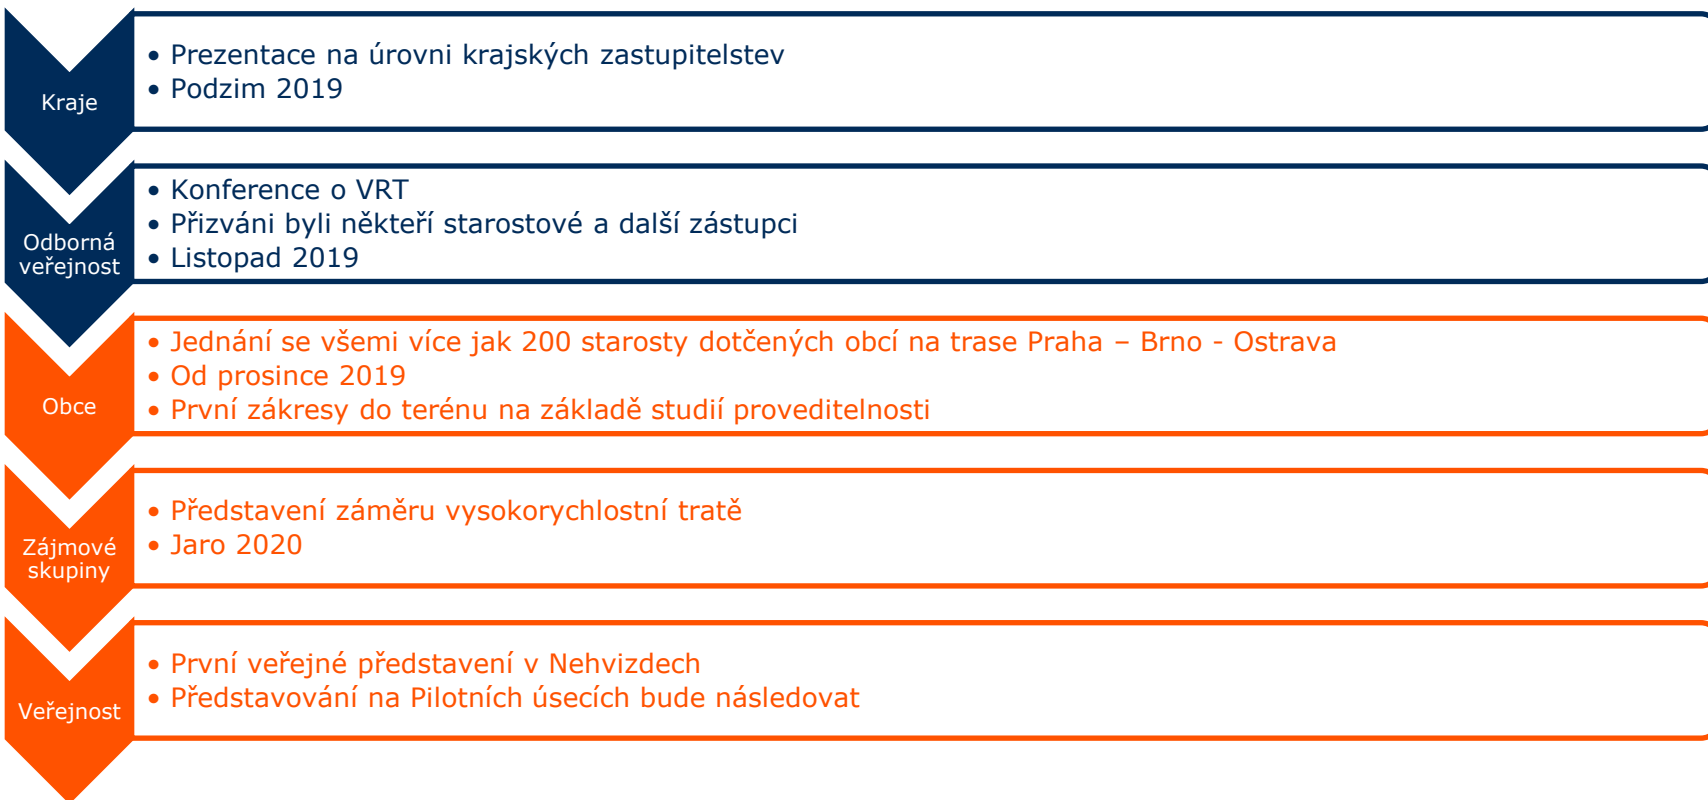 Kraje
• Prezentace na úrovni krajských zastupitelstev
• Podzim 2019
Odborná
veřejnost
• Konference o VRT
• Přizváni byli někteří starostové a další zástupci
• Listopad 2019
Obce
• Jednání se všemi více jak 200 starosty dotčených obcí na trase Praha – Brno - Ostrava
• Od prosince 2019
• První zákresy do terénu na základě studií proveditelnosti
Zájmové
skupiny
• Představení záměru vysokorychlostní tratě
• Jaro 2020
Veřejnost
• První veřejné představení v Nehvizdech
• Představování na Pilotních úsecích bude následovat